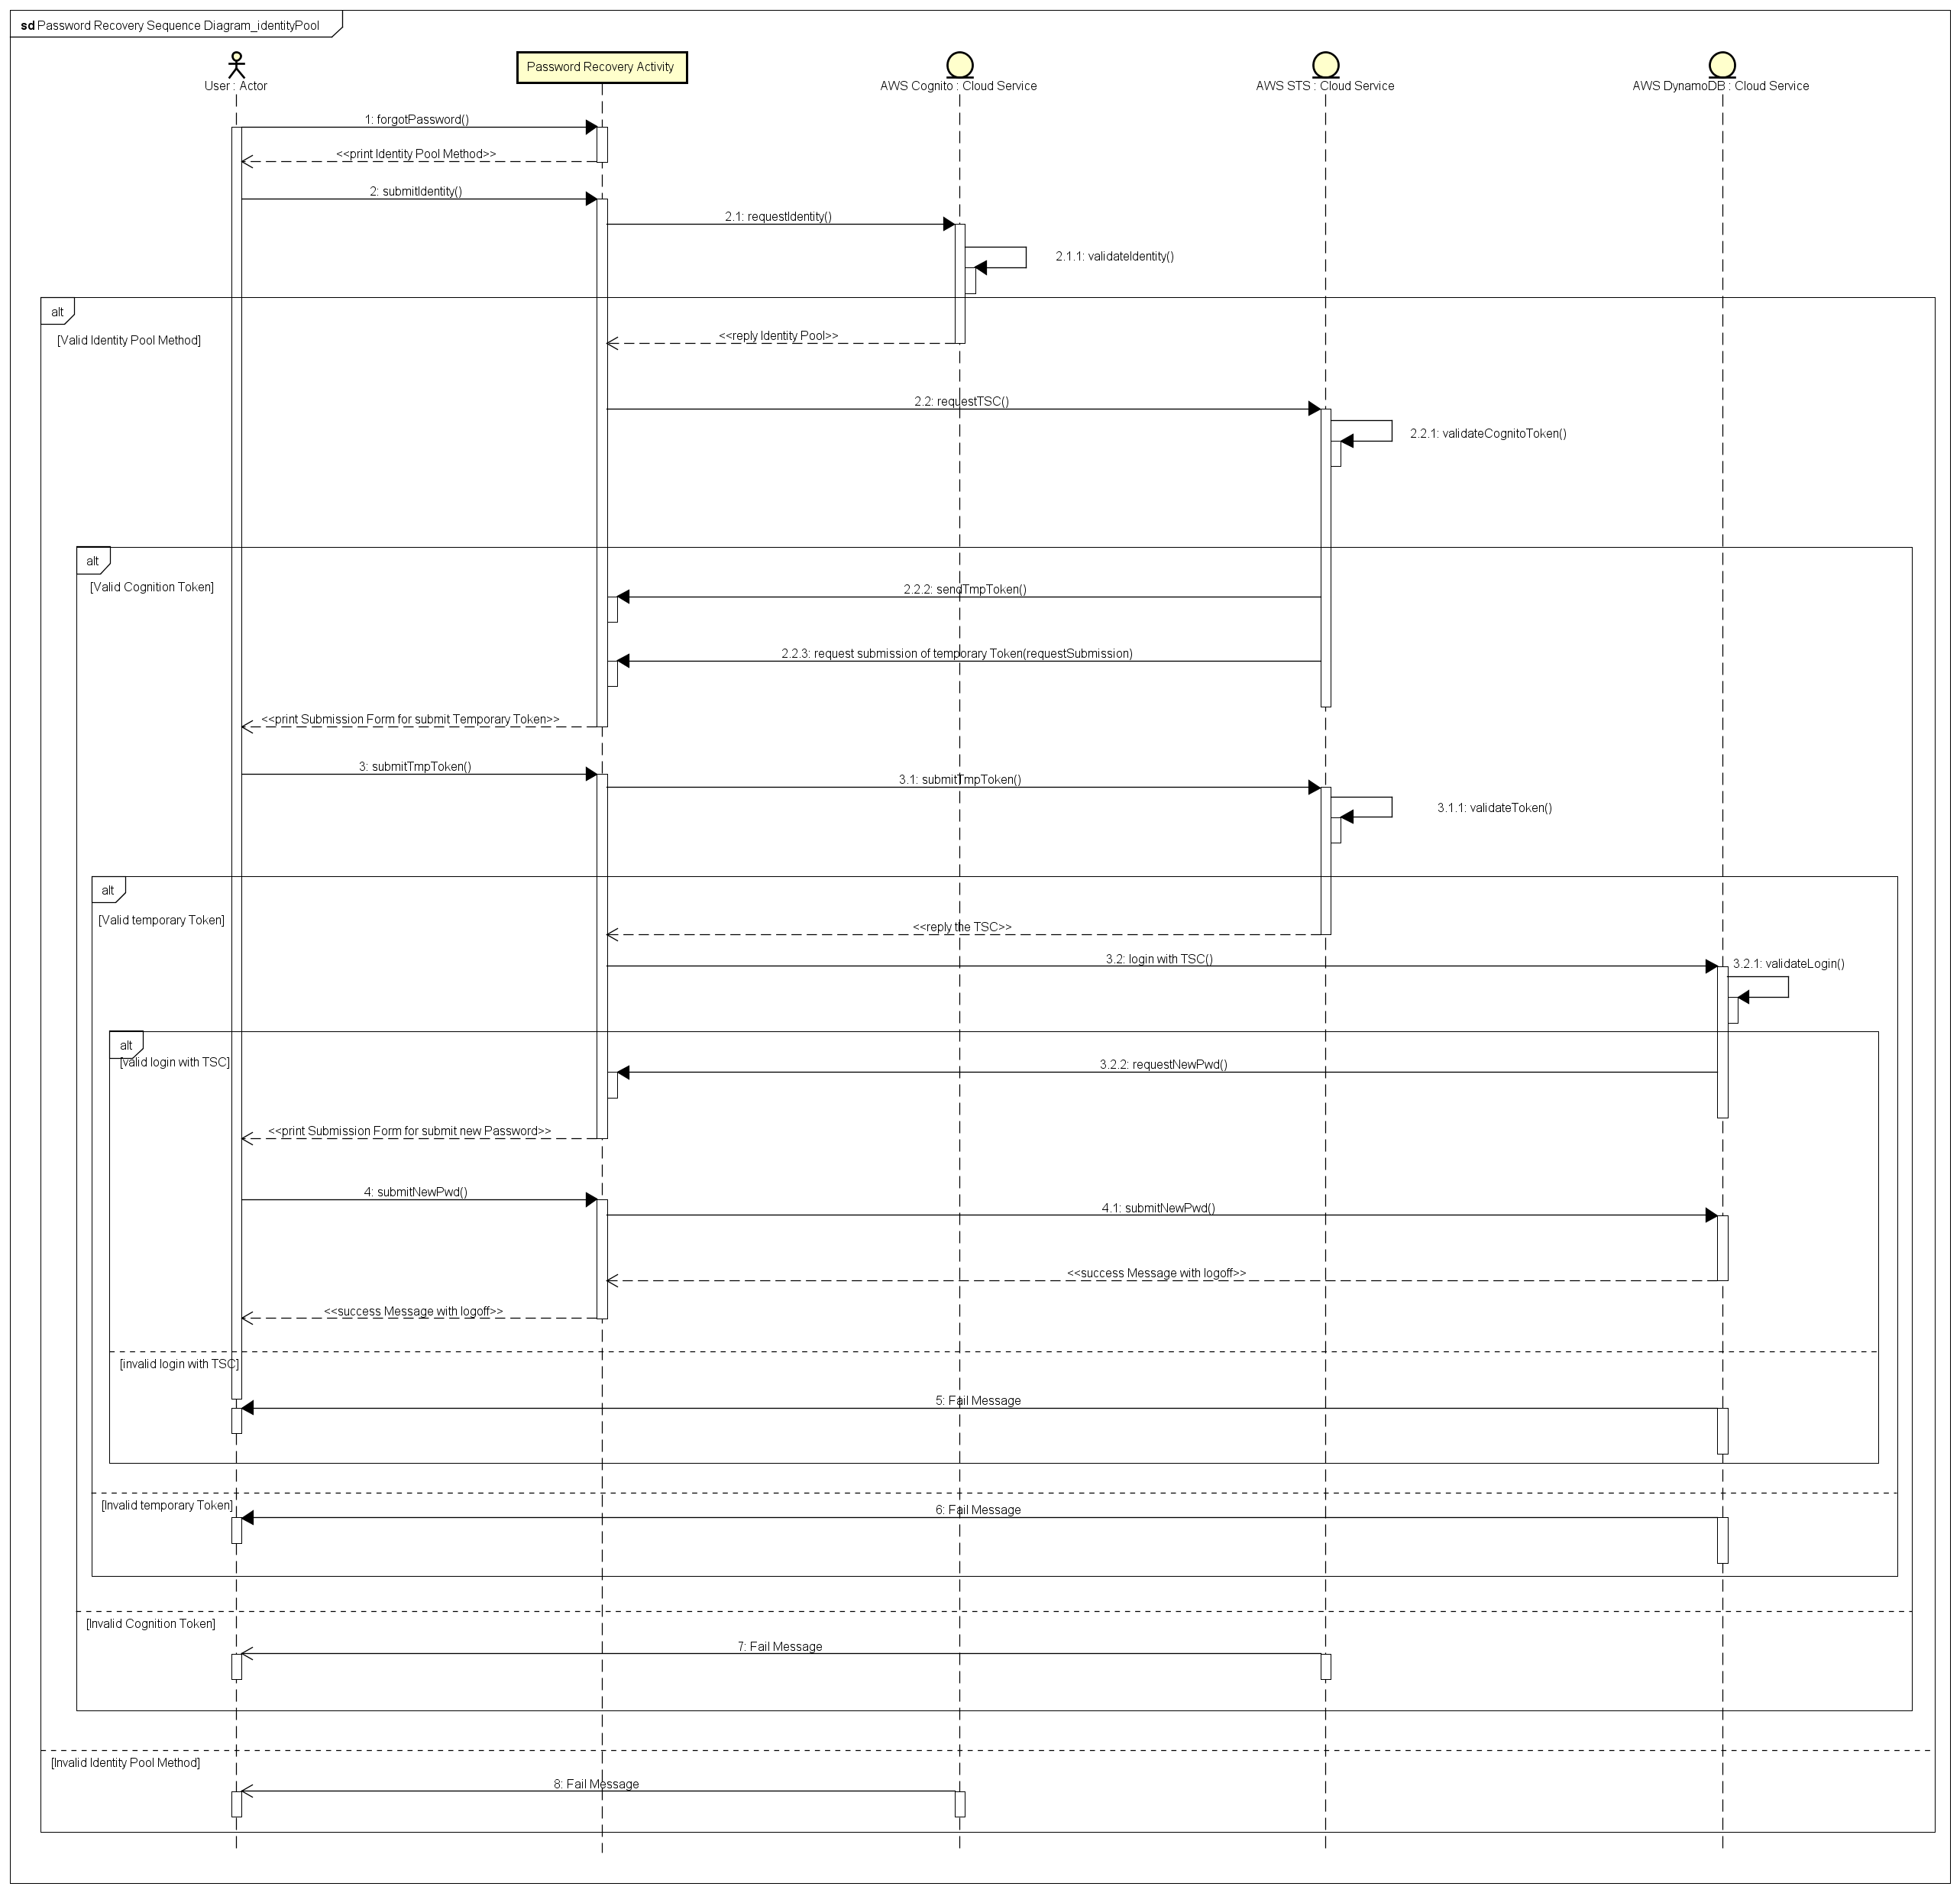 sd Password Recovery Sequence Diagram_identityPool
User : Actor
Password Recovery Activity
AWS Cognito : Cloud Service
AWS STS : Cloud Service
AWS DynamoDB : Cloud Service
1: forgotPassword()
<<print Identity Pool Method>>
2: submitIdentity()
2.1: requestIdentity()
2.1.1: validateIdentity()
alt
[Valid Identity Pool Method]
<<reply Identity Pool>>
2.2: requestTSC()
2.2.1: validateCognitoToken()
alt
[Valid Cognition Token]
2.2.2: sendTmpToken()
2.2.3: request submission of temporary Token(requestSubmission)
<<print Submission Form for submit Temporary Token>>
3: submitTmpToken()
3.1: submitTmpToken()
3.1.1: validateToken()
alt
[Valid temporary Token]
<<reply the TSC>>
3.2: login with TSC()
3.2.1: validateLogin()
alt
[valid login with TSC]
3.2.2: requestNewPwd()
<<print Submission Form for submit new Password>>
4: submitNewPwd()
4.1: submitNewPwd()
<<success Message with logoff>>
<<success Message with logoff>>
[invalid login with TSC]
5: Fail Message
[Invalid temporary Token]
6: Fail Message
[Invalid Cognition Token]
7: Fail Message
[Invalid Identity Pool Method]
8: Fail Message